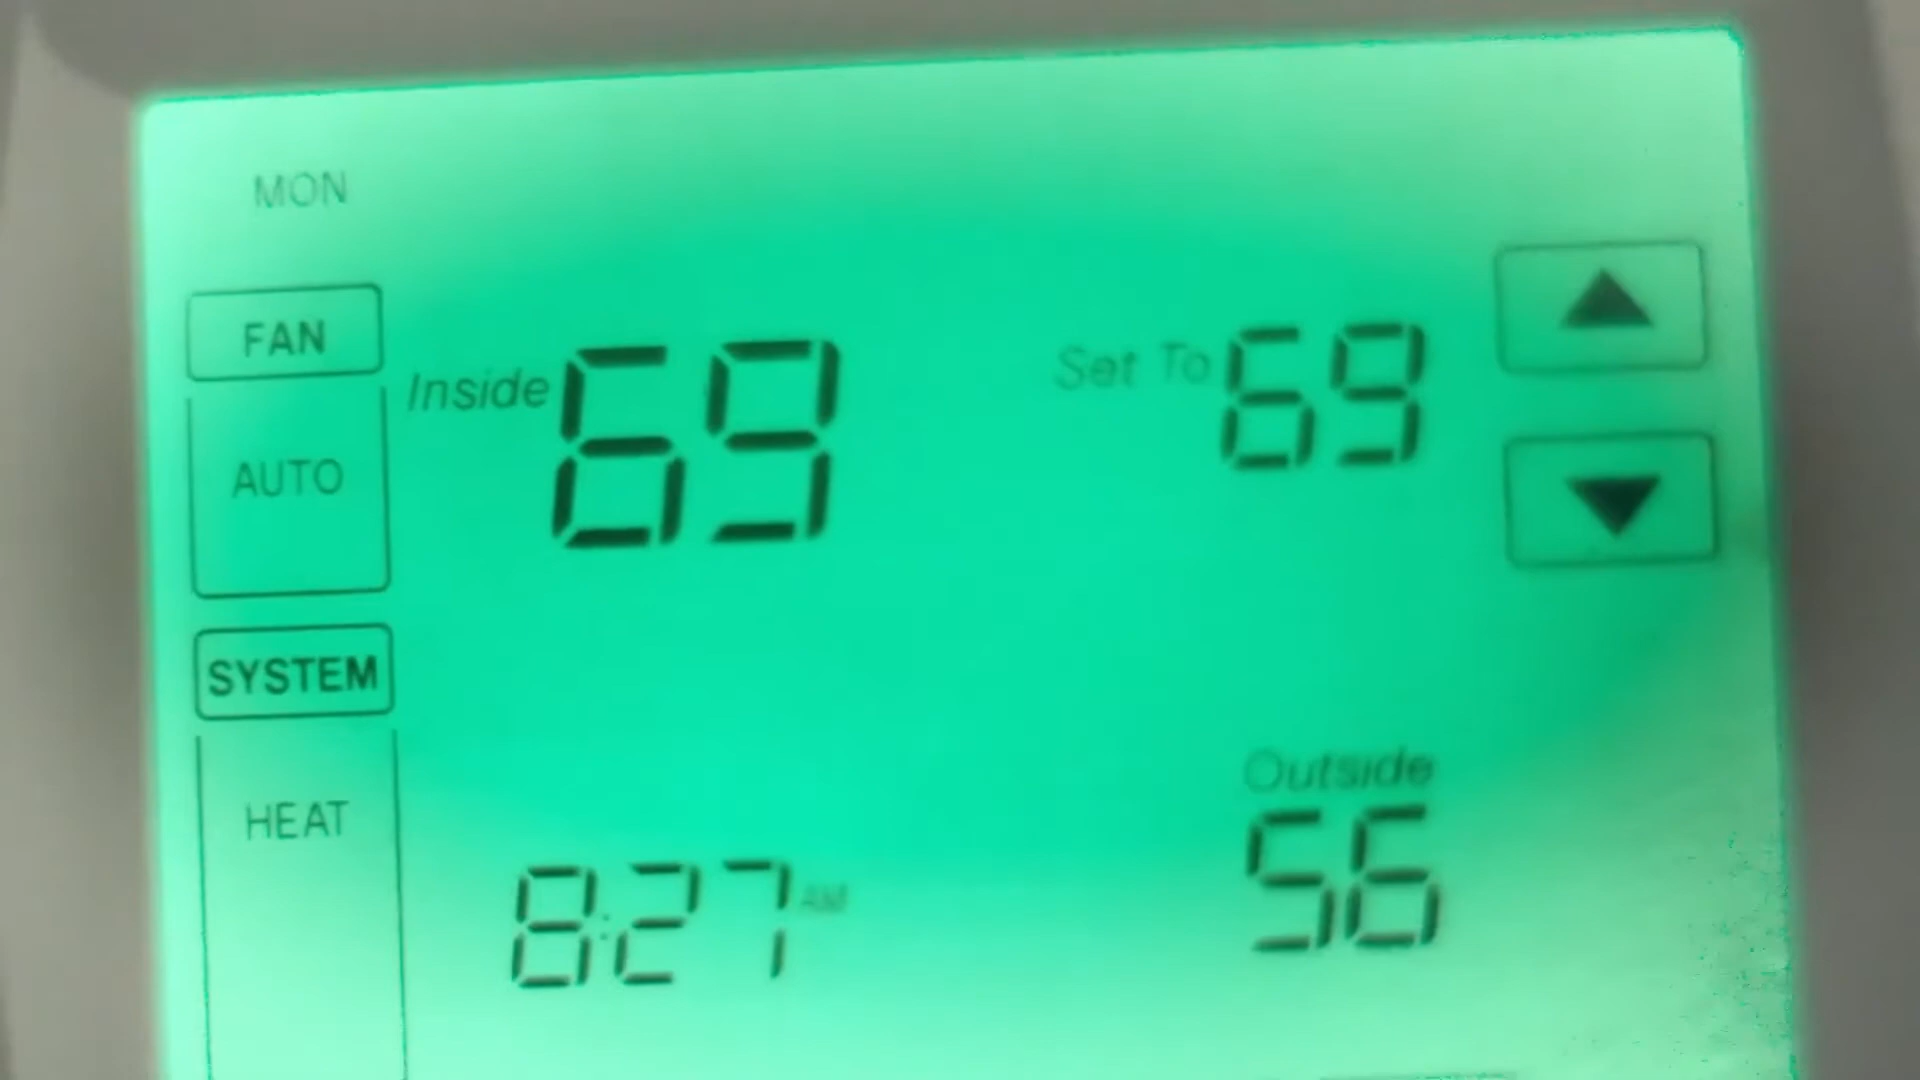 MON
FAN
AUTO
Inside 69
Set To 69
SYSTEM
HEAT
8:27 AM
Outside
56